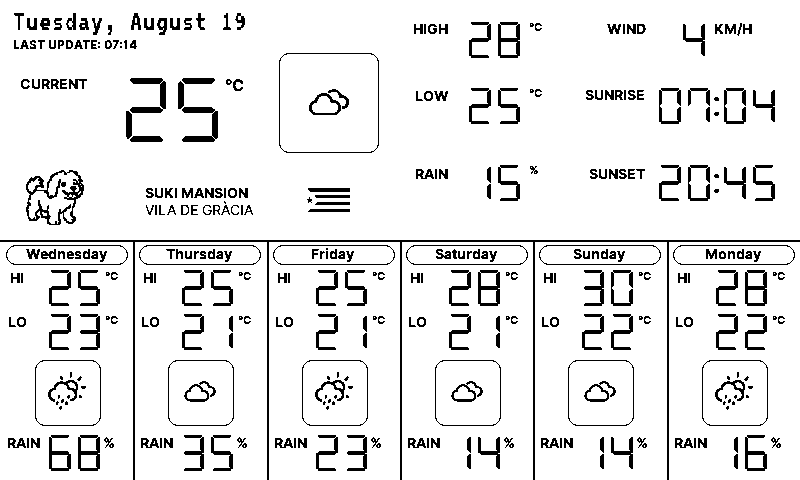 Tuesday, August 19
LAST UPDATE: 07:14
CURRENT 25 °C
SUKI MANSION
VILA DE GRÀCIA
HIGH 28 °C
LOW 25 °C
RAIN 15 %
WIND 4 KM/H
SUNRISE 07:04
SUNSET 20:45
Wednesday
HI 25 °C
LO 23 °C
RAIN 68 %
Thursday
HI 25 °C
LO 21 °C
RAIN 35 %
Friday
HI 25 °C
LO 21 °C
RAIN 23 %
Saturday
HI 28 °C
LO 21 °C
RAIN 14 %
Sunday
HI 30 °C
LO 22 °C
RAIN 14 %
Monday
HI 28 °C
LO 22 °C
RAIN 16 %